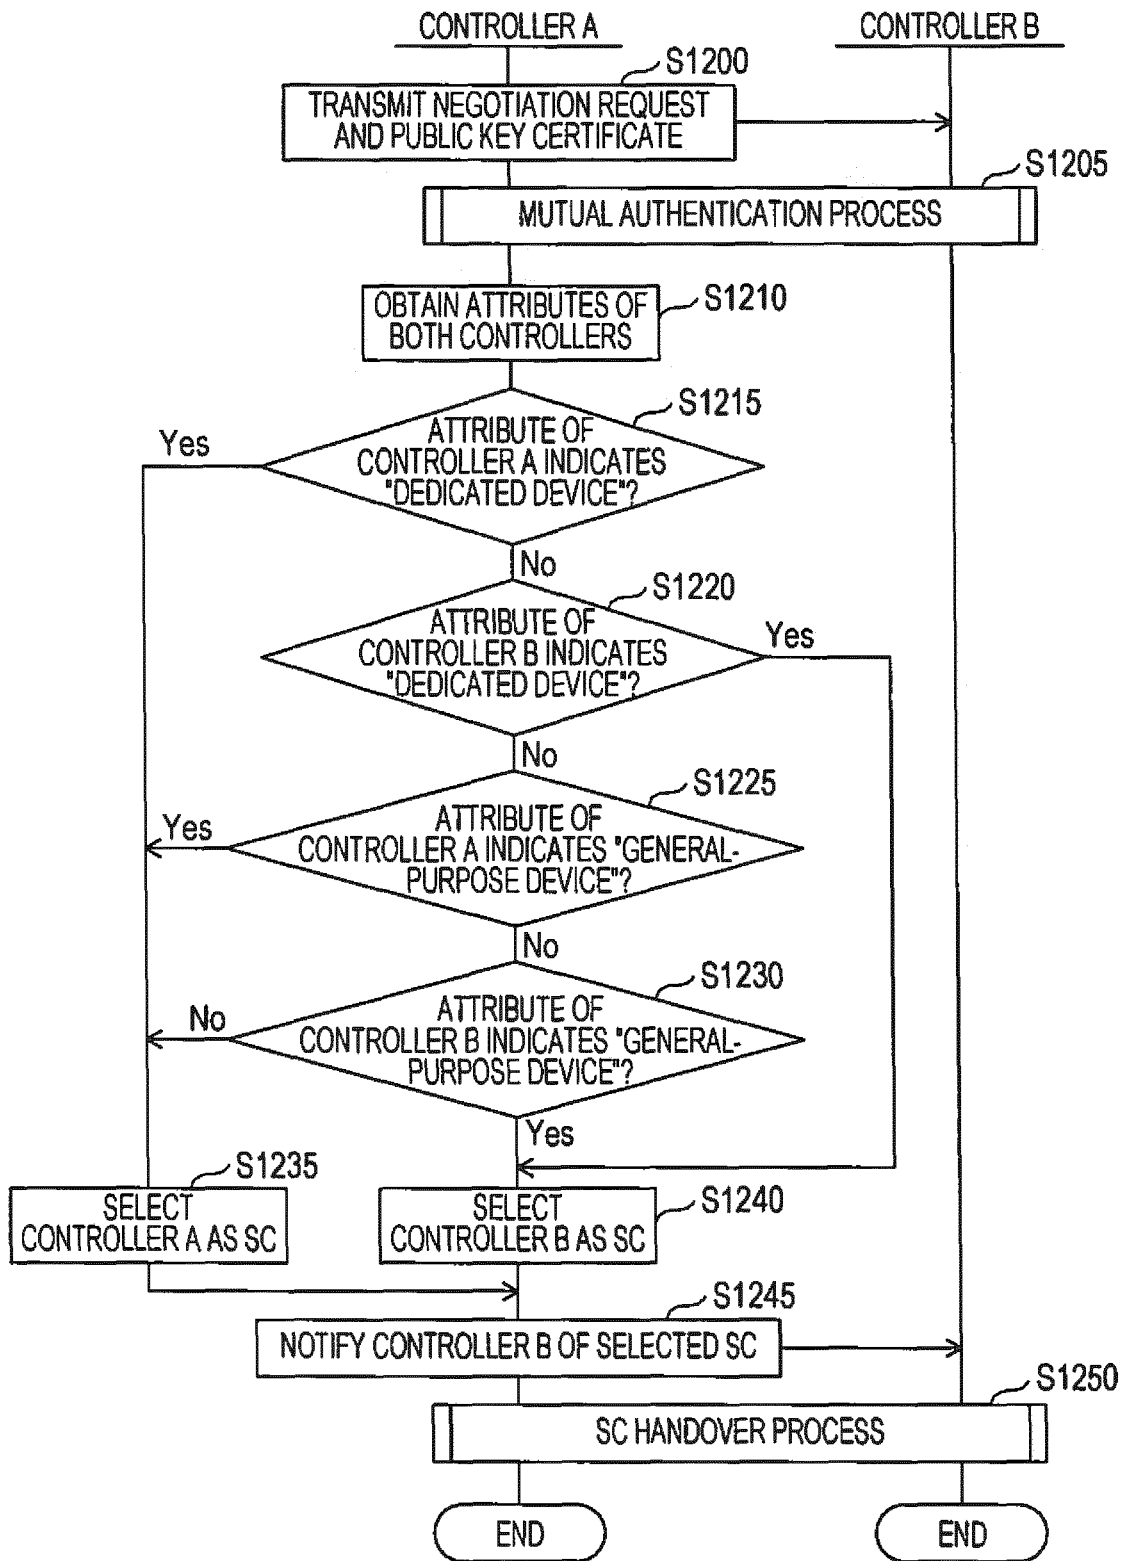 CONTROLLER A
CONTROLLER B
S1200
TRANSMIT NEGOTIATION REQUEST
AND PUBLIC KEY CERTIFICATE
S1205
MUTUAL AUTHENTICATION PROCESS
S1210
OBTAIN ATTRIBUTES OF
BOTH CONTROLLERS
S1215
Yes
ATTRIBUTE OF
CONTROLLER A INDICATES
"DEDICATED DEVICE"?
No
S1220
ATTRIBUTE OF
CONTROLLER B INDICATES
"DEDICATED DEVICE"?
Yes
No
S1225
Yes
ATTRIBUTE OF
CONTROLLER A INDICATES "GENERAL-
PURPOSE DEVICE"?
No
S1230
No
ATTRIBUTE OF
CONTROLLER B INDICATES "GENERAL-
PURPOSE DEVICE"?
Yes
S1235
SELECT
CONTROLLER A AS SC
S1240
SELECT
CONTROLLER B AS SC
S1245
NOTIFY CONTROLLER B OF SELECTED SC
S1250
SC HANDOVER PROCESS
END
END